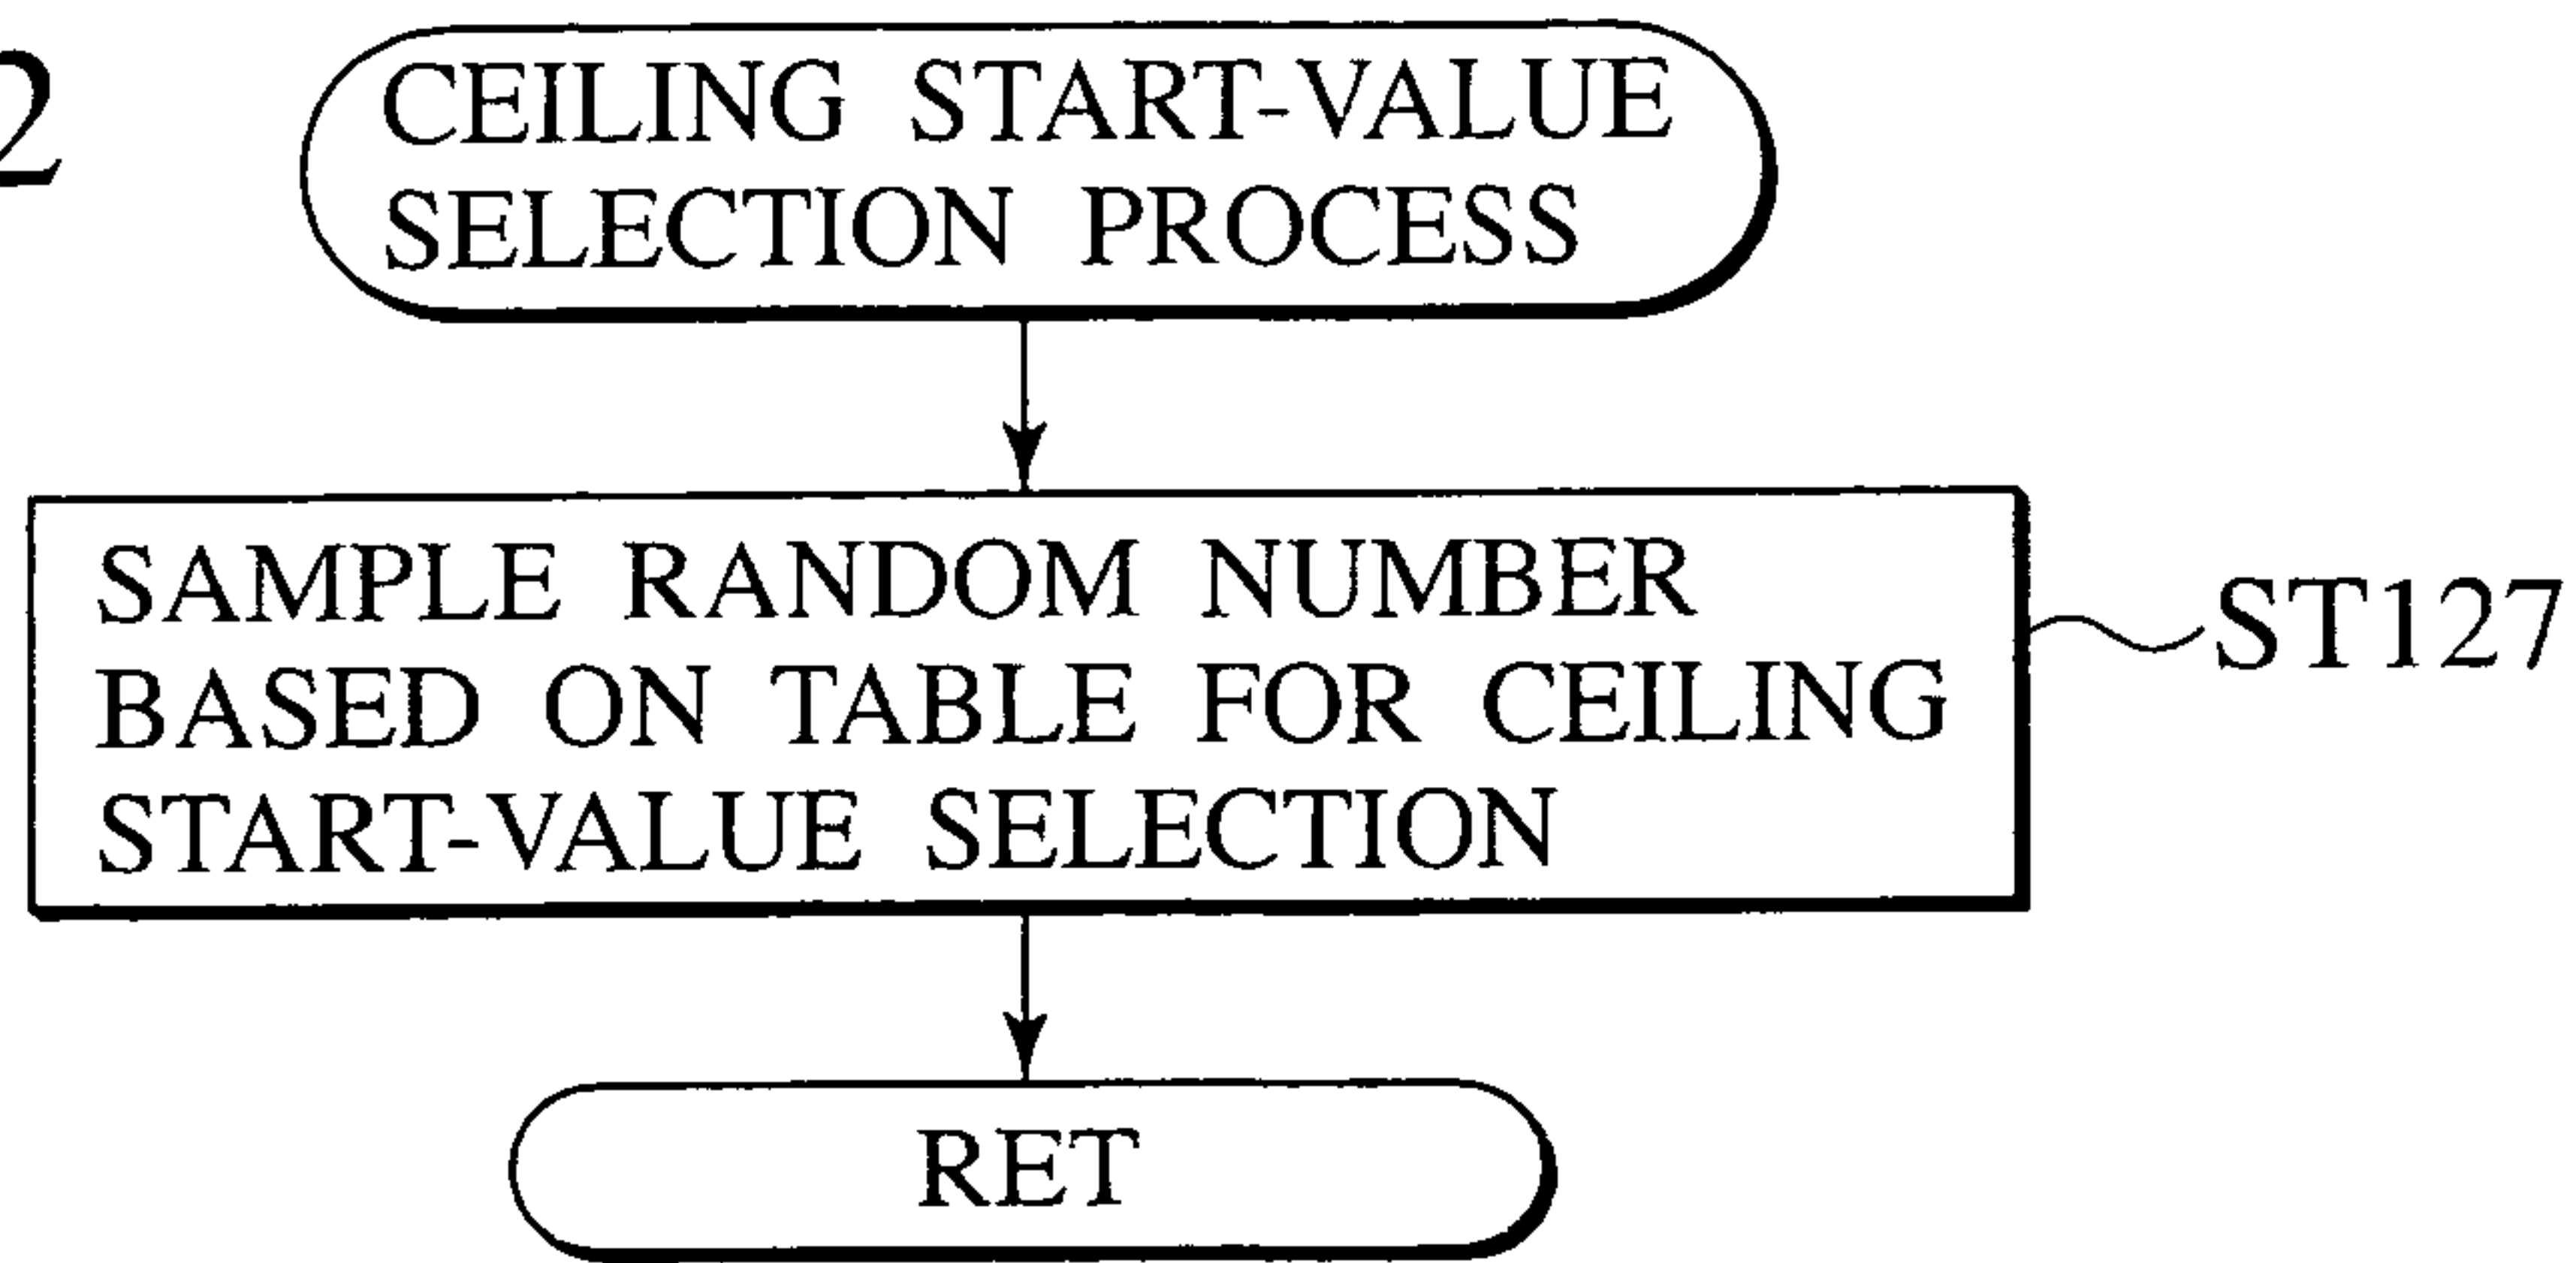 2
CEILING START-VALUE
SELECTION PROCESS
SAMPLE RANDOM NUMBER
BASED ON TABLE FOR CEILING
START-VALUE SELECTION
ST127
RET